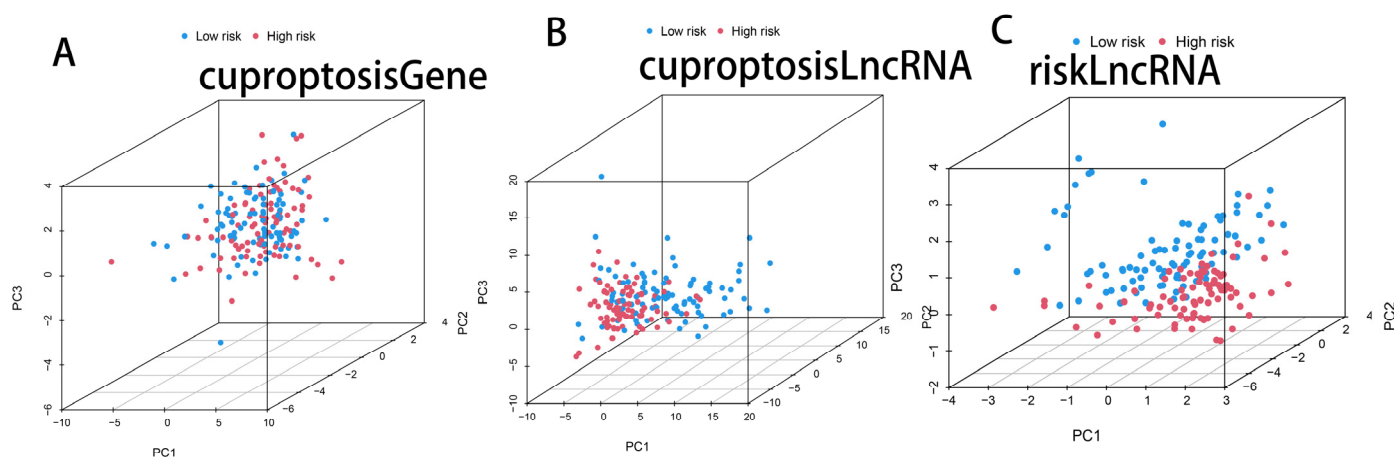 A
Low risk High risk
cuproptosisGene
4
2
0
−2
−4
−6
PC3
−10 −5 0 5 10
PC1
−6
−4
−2
0
2
4
PC2
B
Low risk High risk
cuproptosisLncRNA
20
15
10
5
0
−5
−10
PC3
−10 −5 0 5 10 15 20
PC1
−10
−5
0
5
10
15
20
PC2
C
Low risk High risk
riskLncRNA
4
3
2
1
0
−1
−2
PC3
−4 −3 −2 −1 0 1 2 3
PC1
−6
−4
−2
0
2
4
PC2